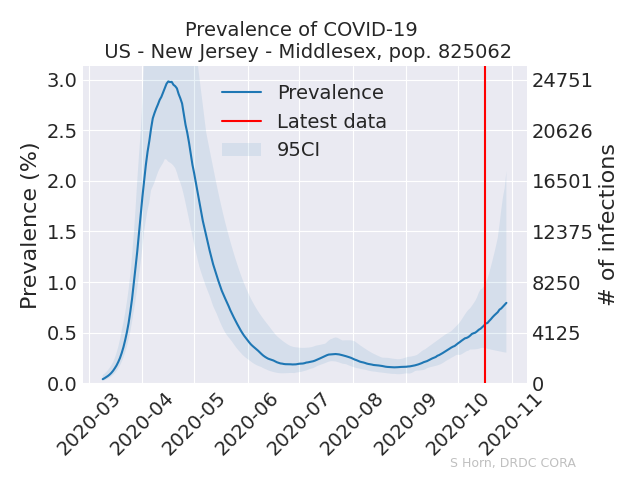 Prevalence of COVID-19
US - New Jersey - Middlesex, pop. 825062
Prevalence
Latest data
95CI
Prevalence (%)
3.0
2.5
2.0
1.5
1.0
0.5
0.0
24751
20626
16501
12375
8250
4125
0
# of infections
2020-03
2020-04
2020-05
2020-06
2020-07
2020-08
2020-09
2020-10
2020-11
S Horn, DRDC CORA